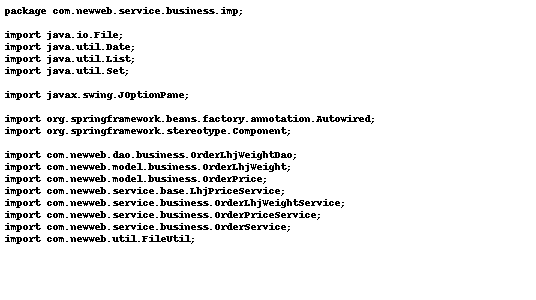 package com.newweb.service.business.imp;

import java.io.File;
import java.util.Date;
import java.util.List;
import java.util.Set;

import javax.swing.JOptionPane;

import org.springframework.beans.factory.annotation.Autowired;
import org.springframework.stereotype.Component;

import com.newweb.dao.business.OrderLhjWeightDao;
import com.newweb.model.business.OrderLhjWeight;
import com.newweb.model.business.OrderPrice;
import com.newweb.service.base.LhjPriceService;
import com.newweb.service.business.OrderLhjWeightService;
import com.newweb.service.business.OrderPriceService;
import com.newweb.service.business.OrderService;
import com.newweb.util.FileUtil;